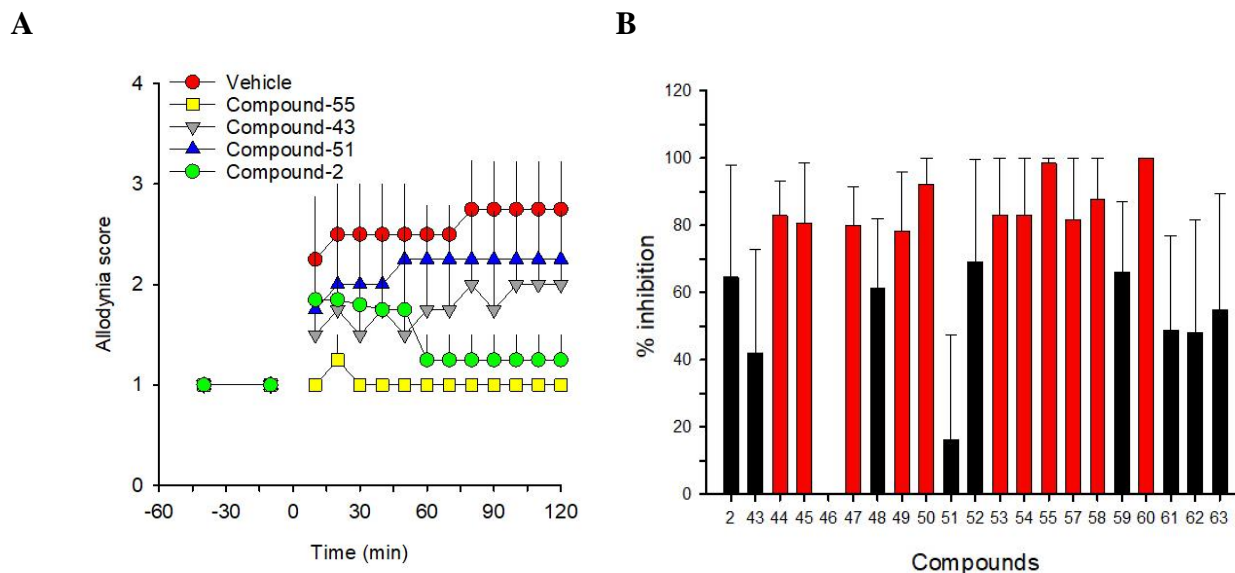 A
B
Vehicle
Compound-55
Compound-43
Compound-51
Compound-2
Allodynia score
4
3
2
1
0
-60 -30 0 30 60 90 120
Time (min)
% inhibition
120
100
80
60
40
20
0
2 43 44 45 46 47 48 49 50 51 52 53 54 55 57 58 59 60 61 62 63
Compounds